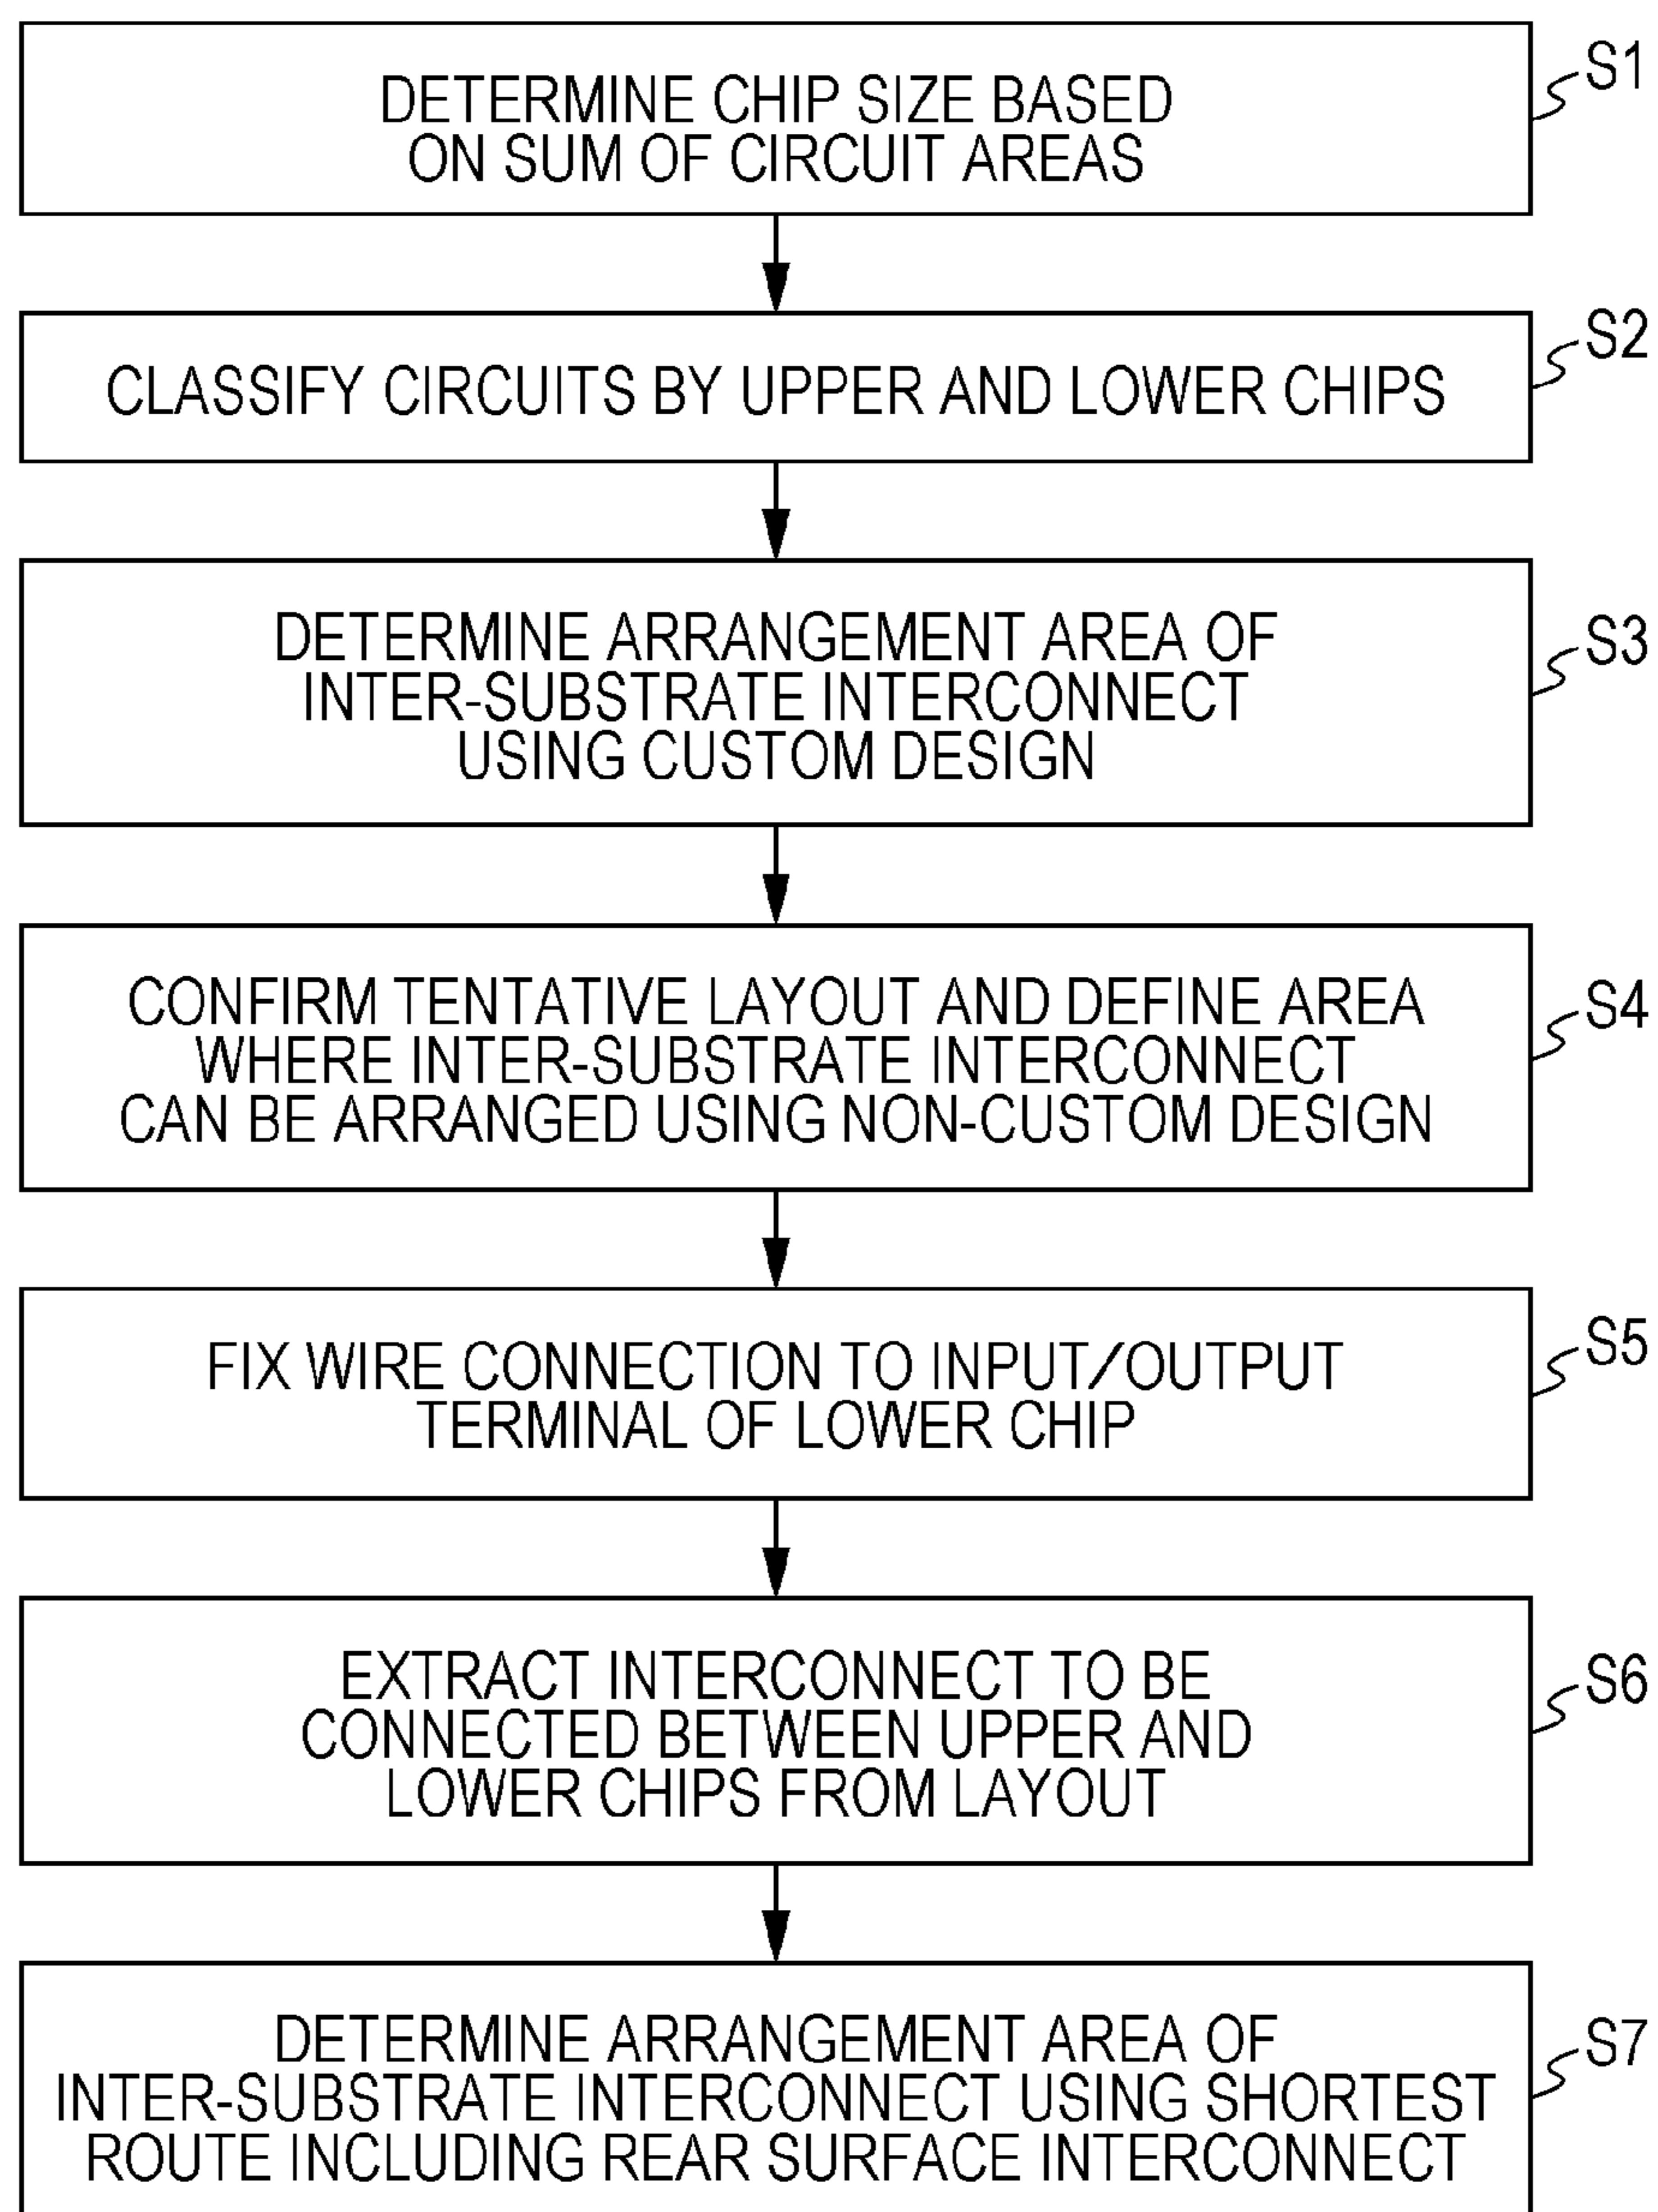 DETERMINE CHIP SIZE BASED
ON SUM OF CIRCUIT AREAS
S1
CLASSIFY CIRCUITS BY UPPER AND LOWER CHIPS
S2
DETERMINE ARRANGEMENT AREA OF
INTER-SUBSTRATE INTERCONNECT
USING CUSTOM DESIGN
S3
CONFIRM TENTATIVE LAYOUT AND DEFINE AREA
WHERE INTER-SUBSTRATE INTERCONNECT
CAN BE ARRANGED USING NON-CUSTOM DESIGN
S4
FIX WIRE CONNECTION TO INPUT/OUTPUT
TERMINAL OF LOWER CHIP
S5
EXTRACT INTERCONNECT TO BE
CONNECTED BETWEEN UPPER AND
LOWER CHIPS FROM LAYOUT
S6
DETERMINE ARRANGEMENT AREA OF
INTER-SUBSTRATE INTERCONNECT USING SHORTEST
ROUTE INCLUDING REAR SURFACE INTERCONNECT
S7